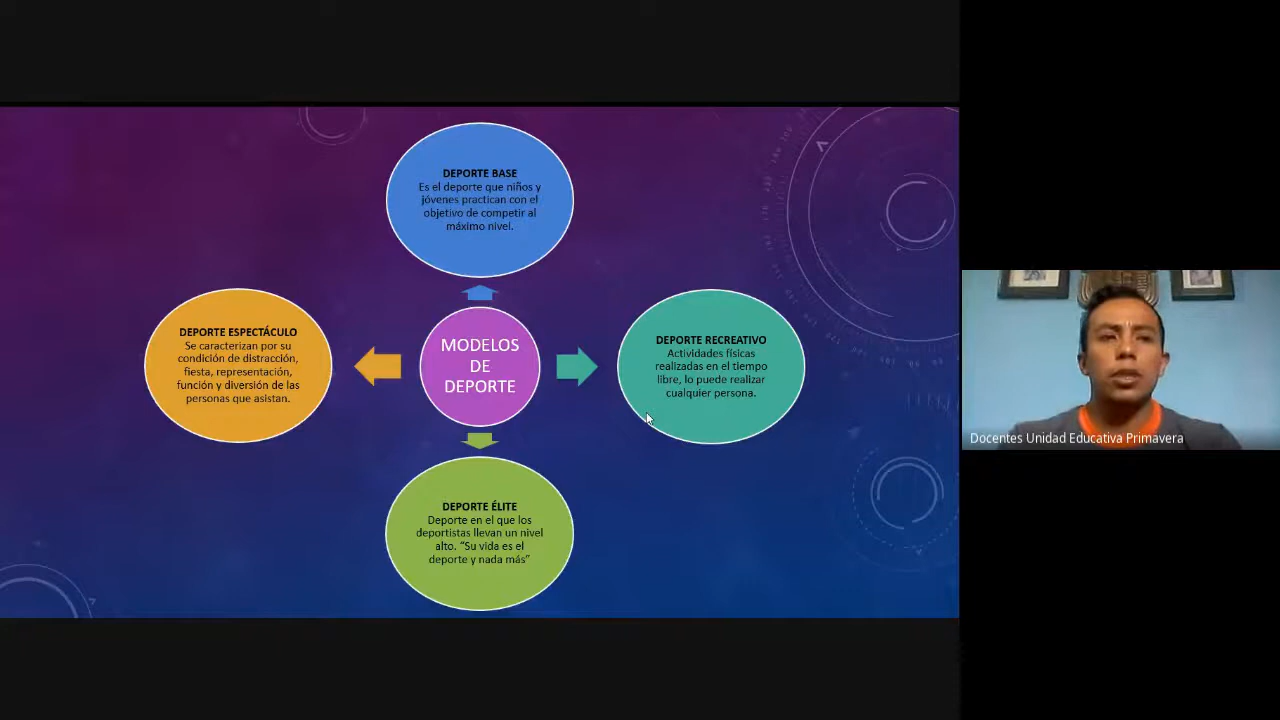 DEPORTE BASE
Es el deporte que niños y
jóvenes practican con el
objetivo de competir al
máximo nivel.
DEPORTE ESPECTÁCULO
Se caracterizan por su
condición de distracción,
fiesta, representación,
función y diversión de las
personas que asistan.
MODELOS
DE
DEPORTE
DEPORTE RECREATIVO
Actividades físicas
realizadas en el tiempo
libre, lo puede realizar
cualquier persona.
DEPORTE ÉLITE
Deporte en el que los
deportistas llevan un nivel
alto. “Su vida es el
deporte y nada más”
Docentes Unidad Educativa Primavera